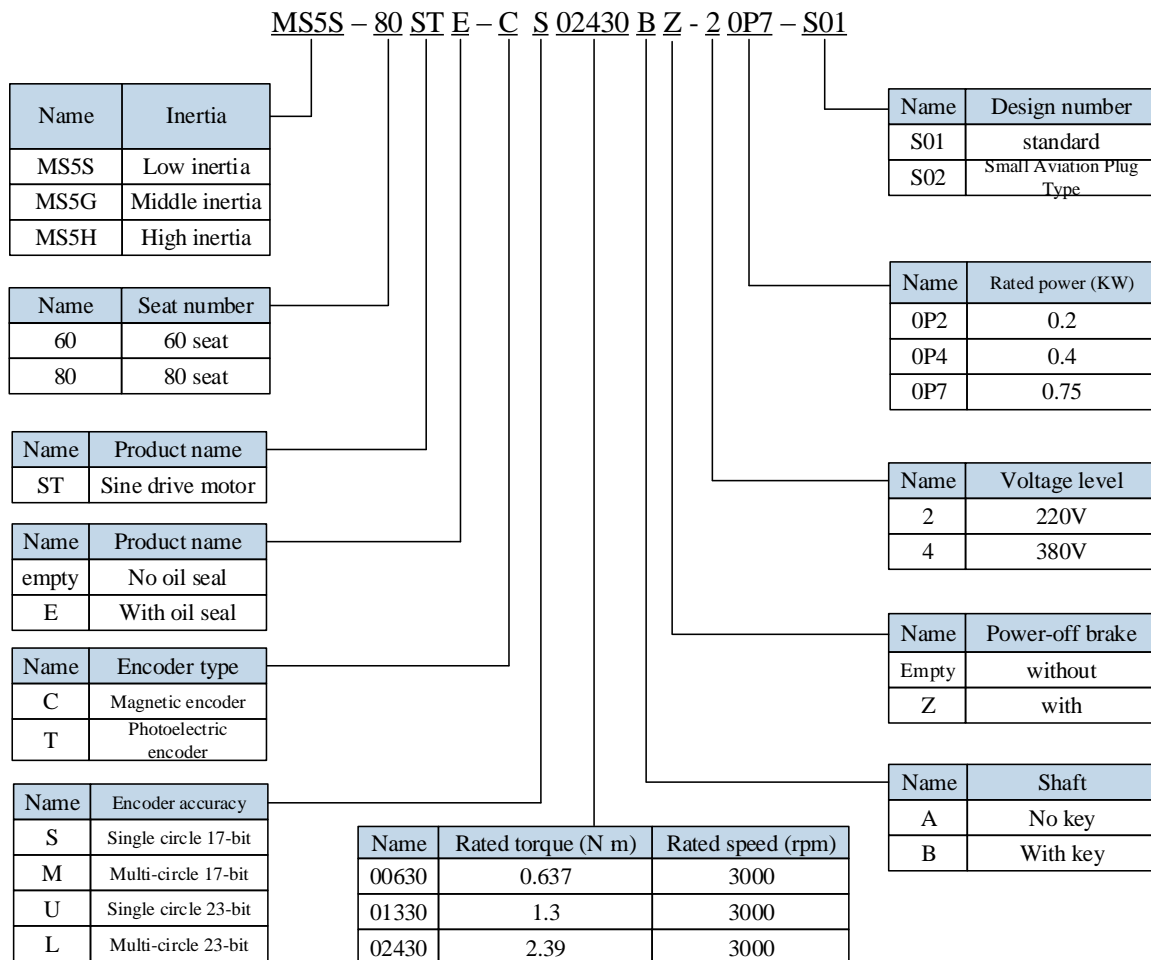 MS5S – 80 ST E – C S 02430 B Z - 2 0P7 – S01
Name Inertia
MS5S Low inertia
MS5G Middle inertia
MS5H High inertia
Name Seat number
60 60 seat
80 80 seat
Name Product name
ST Sine drive motor
Name Product name
empty No oil seal
E With oil seal
Name Encoder type
C Magnetic encoder
T Photoelectric
encoder
Name Encoder accuracy
S Single circle 17-bit
M Multi-circle 17-bit
U Single circle 23-bit
L Multi-circle 23-bit
Name Rated torque (N m) Rated speed (rpm)
00630 0.637 3000
01330 1.3 3000
02430 2.39 3000
Name Design number
S01 standard
S02 Small Aviation Plug
Type
Name Rated power (KW)
0P2 0.2
0P4 0.4
0P7 0.75
Name Voltage level
2 220V
4 380V
Name Power-off brake
Empty without
Z with
Name Shaft
A No key
B With key